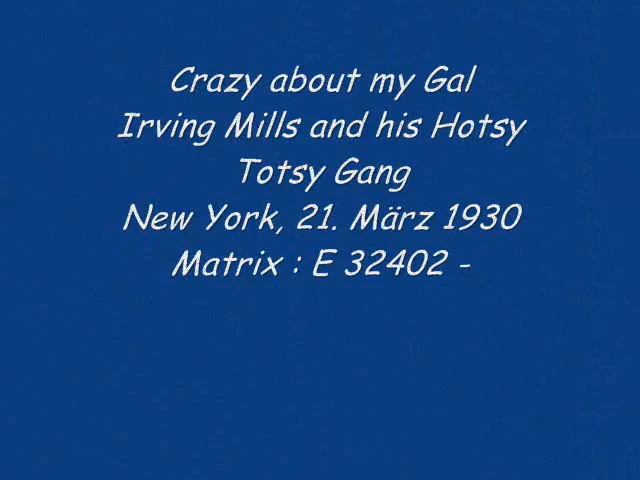 Crazy about my Gal
Irving Mills and his Hotsy
Totsy Gang
New York, 21. März 1930
Matrix : E 32402 -